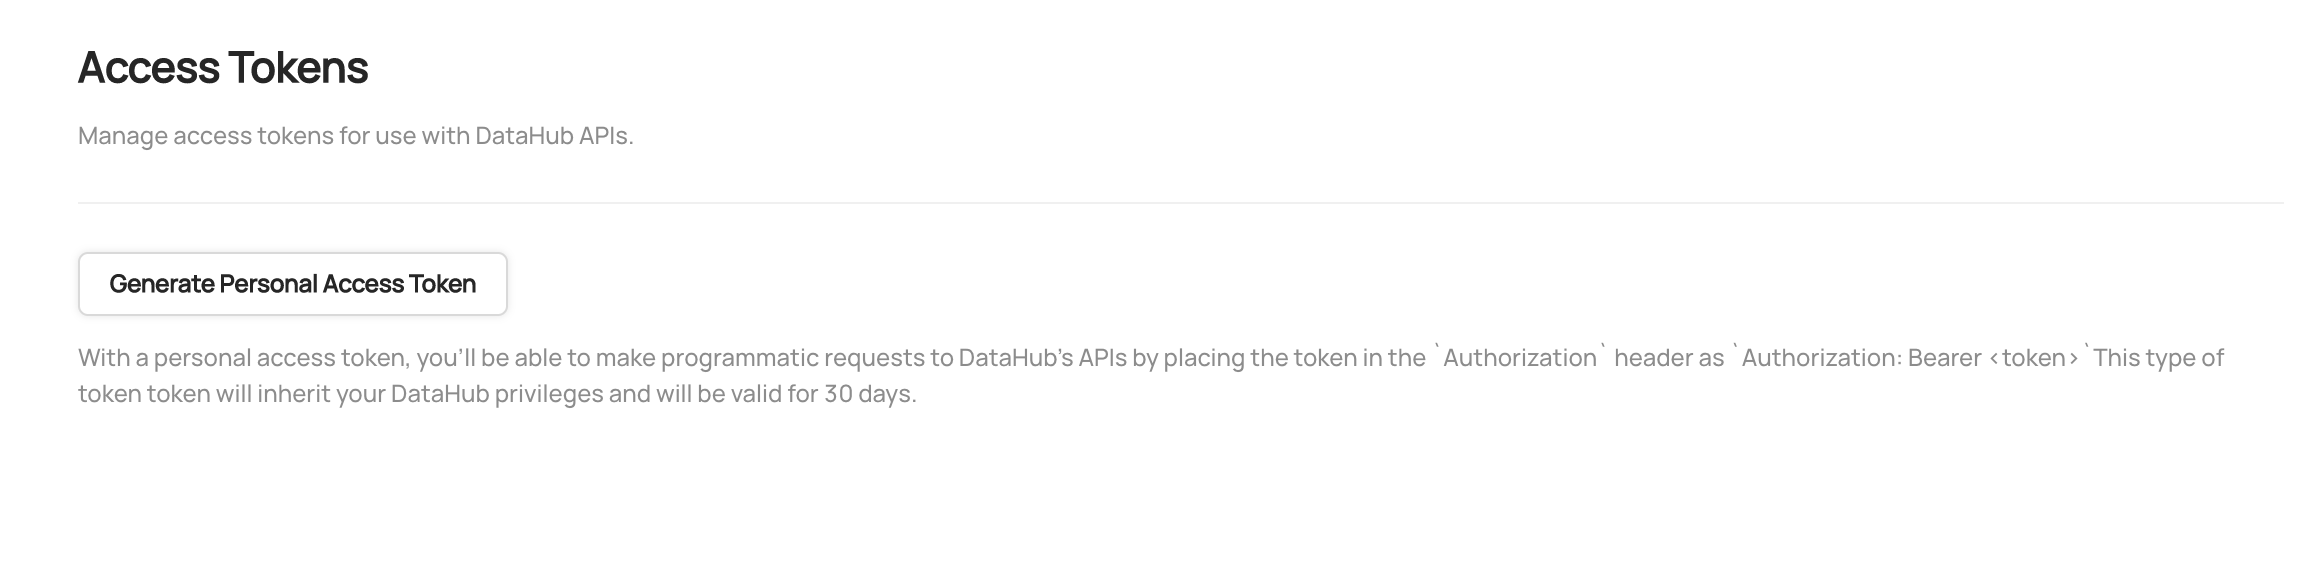 Access Tokens
Manage access tokens for use with DataHub APIs.
Generate Personal Access Token
With a personal access token, you'll be able to make programmatic requests to DataHub's APIs by placing the token in the `Authorization` header as `Authorization: Bearer <token>`This type of
token token will inherit your DataHub privileges and will be valid for 30 days.